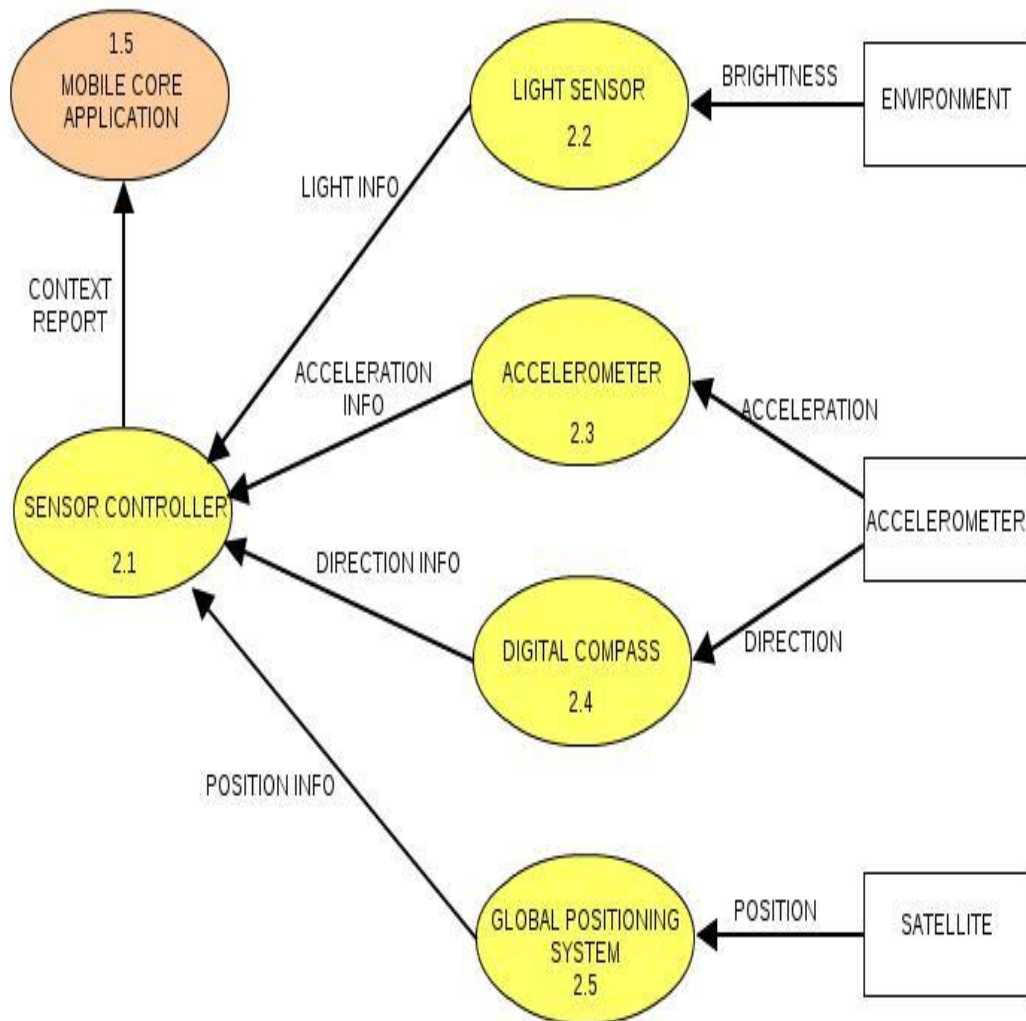 1.5
MOBILE CORE
APPLICATION
LIGHT SENSOR
2.2
BRIGHTNESS
ENVIRONMENT
LIGHT INFO
CONTEXT
REPORT
ACCELERATION
INFO
ACCELEROMETER
2.3
ACCELERATION
SENSOR CONTROLLER
2.1
ACCELEROMETER
DIRECTION INFO
DIGITAL COMPASS
2.4
DIRECTION
POSITION INFO
GLOBAL POSITIONING
SYSTEM
2.5
POSITION
SATELLITE